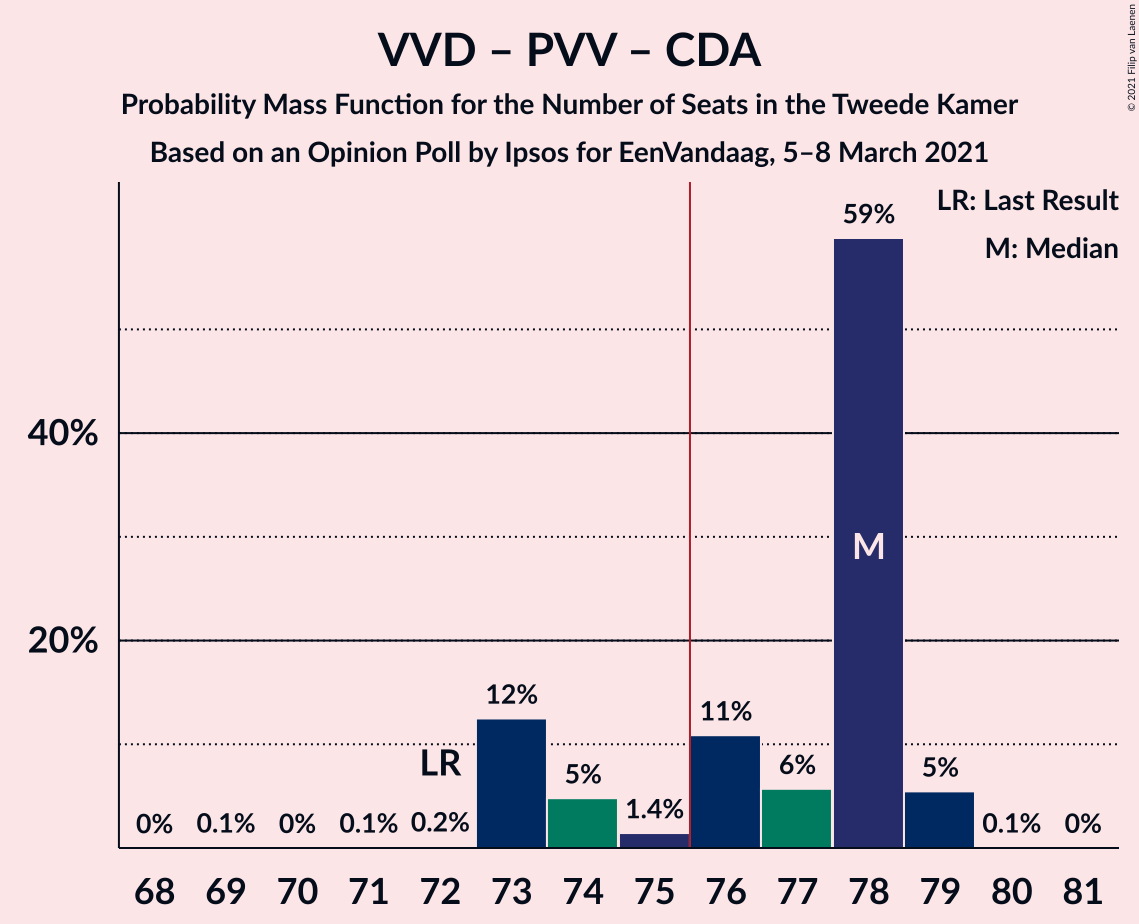 VVD – PVV – CDA
Probability Mass Function for the Number of Seats in the Tweede Kamer
Based on an Opinion Poll by Ipsos for EenVandaag, 5–8 March 2021
© 2021 Filip van Laenen
LR: Last Result
M: Median
59%
40%
M
20%
12%
11%
LR
5%
6%
5%
0%
0.1%
0%
0.1%
0.2%
1.4%
0.1%
0%
68 69 70 71 72 73 74 75 76 77 78 79 80 81